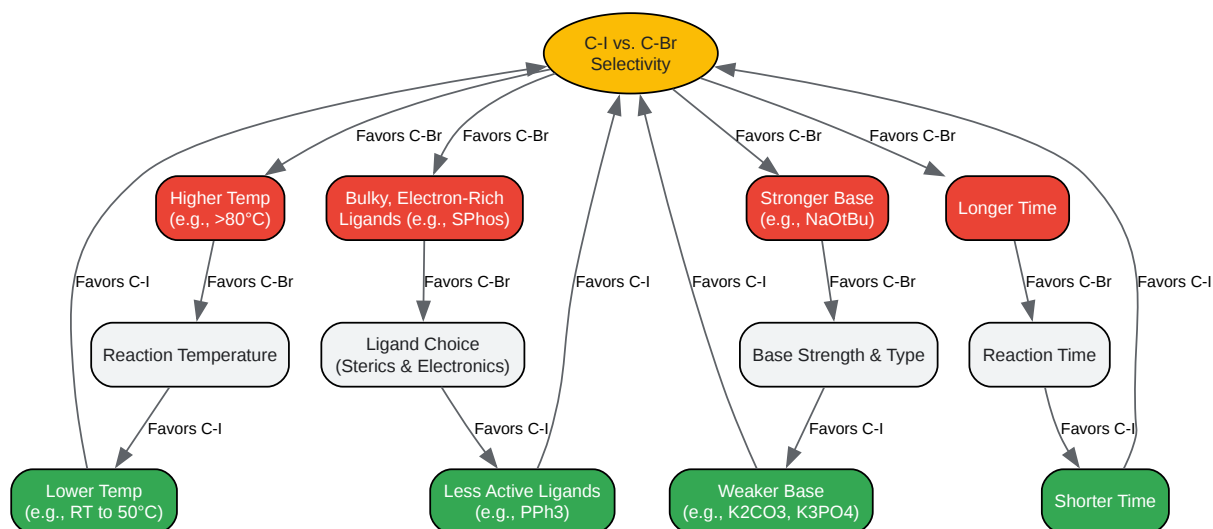 C-I vs. C-Br
Selectivity
Favors C-Br
Favors C-Br
Favors C-Br
Favors C-Br
Higher Temp
(e.g., >80°C)
Bulky, Electron-Rich
Ligands (e.g., SPhos)
Stronger Base
(e.g., NaOtBu)
Longer Time
Favors C-I
Favors C-Br
Favors C-Br
Favors C-I
Favors C-I
Favors C-Br
Favors C-Br
Favors C-I
Reaction Temperature
Ligand Choice
(Sterics & Electronics)
Base Strength & Type
Reaction Time
Favors C-I
Favors C-I
Favors C-I
Favors C-I
Lower Temp
(e.g., RT to 50°C)
Less Active Ligands
(e.g., PPh3)
Weaker Base
(e.g., K2CO3, K3PO4)
Shorter Time